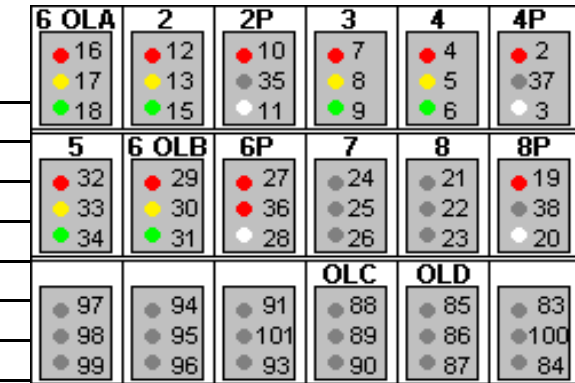 6 OLA 2 2P 3 4 4P
16 12 10 7 4 2
17 13 35 8 5 37
18 15 11 9 6 3
5 6 OLB 6P 7 8 8P
32 29 27 24 21 19
33 30 36 25 22 38
34 31 28 26 23 20
OLC OLD
97 94 91 88 85 83
98 95 101 89 86 100
99 96 93 90 87 84